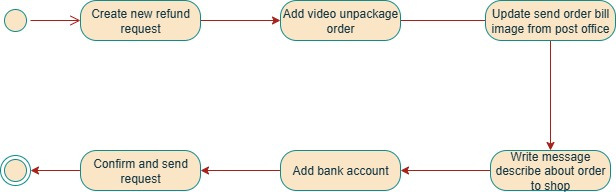 Create new refund
request
Add video unpackage
order
Update send order bill
image from post office
Write message
describe about order
to shop
Add bank account
Confirm and send
request